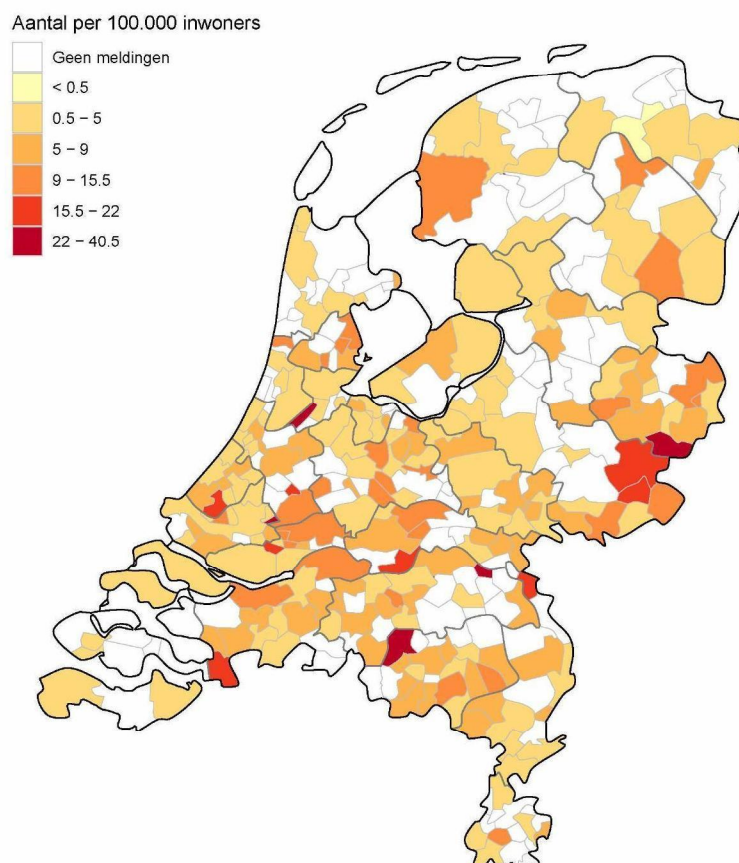 Aantal per 100.000 inwoners
Geen meldingen
< 0.5
0.5 – 5
5 – 9
9 – 15.5
15.5 – 22
22 – 40.5